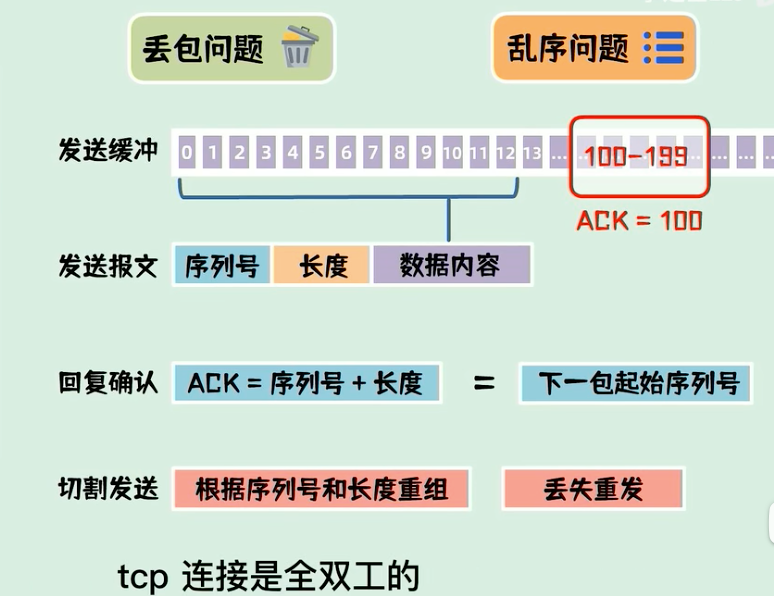 丢包问题 乱序问题
发送缓冲 0 1 2 3 4 5 6 7 8 9 10 11 12 13 ... 100-199 ... ...
ACK = 100
发送报文 序列号 长度 数据内容
回复确认 ACK = 序列号 + 长度 = 下一包起始序列号
切割发送 根据序列号和长度重组 丢失重发
tcp 连接是全双工的